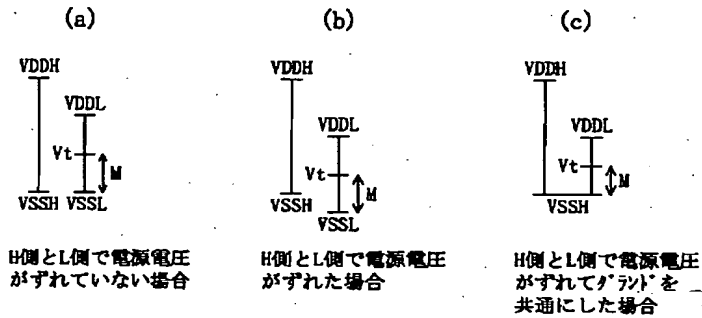 (a)
VDDH
VDDL
Vt
M
VSSH VSSL
H側とL側で電源電圧
がずれていない場合
(b)
VDDH
VDDL
Vt
M
VSSH
VSSL
H側とL側で電源電圧
がずれた場合
(c)
VDDH
VDDL
Vt
M
VSSH
H側とL側で電源電圧
がずれてグランドを
共通にした場合